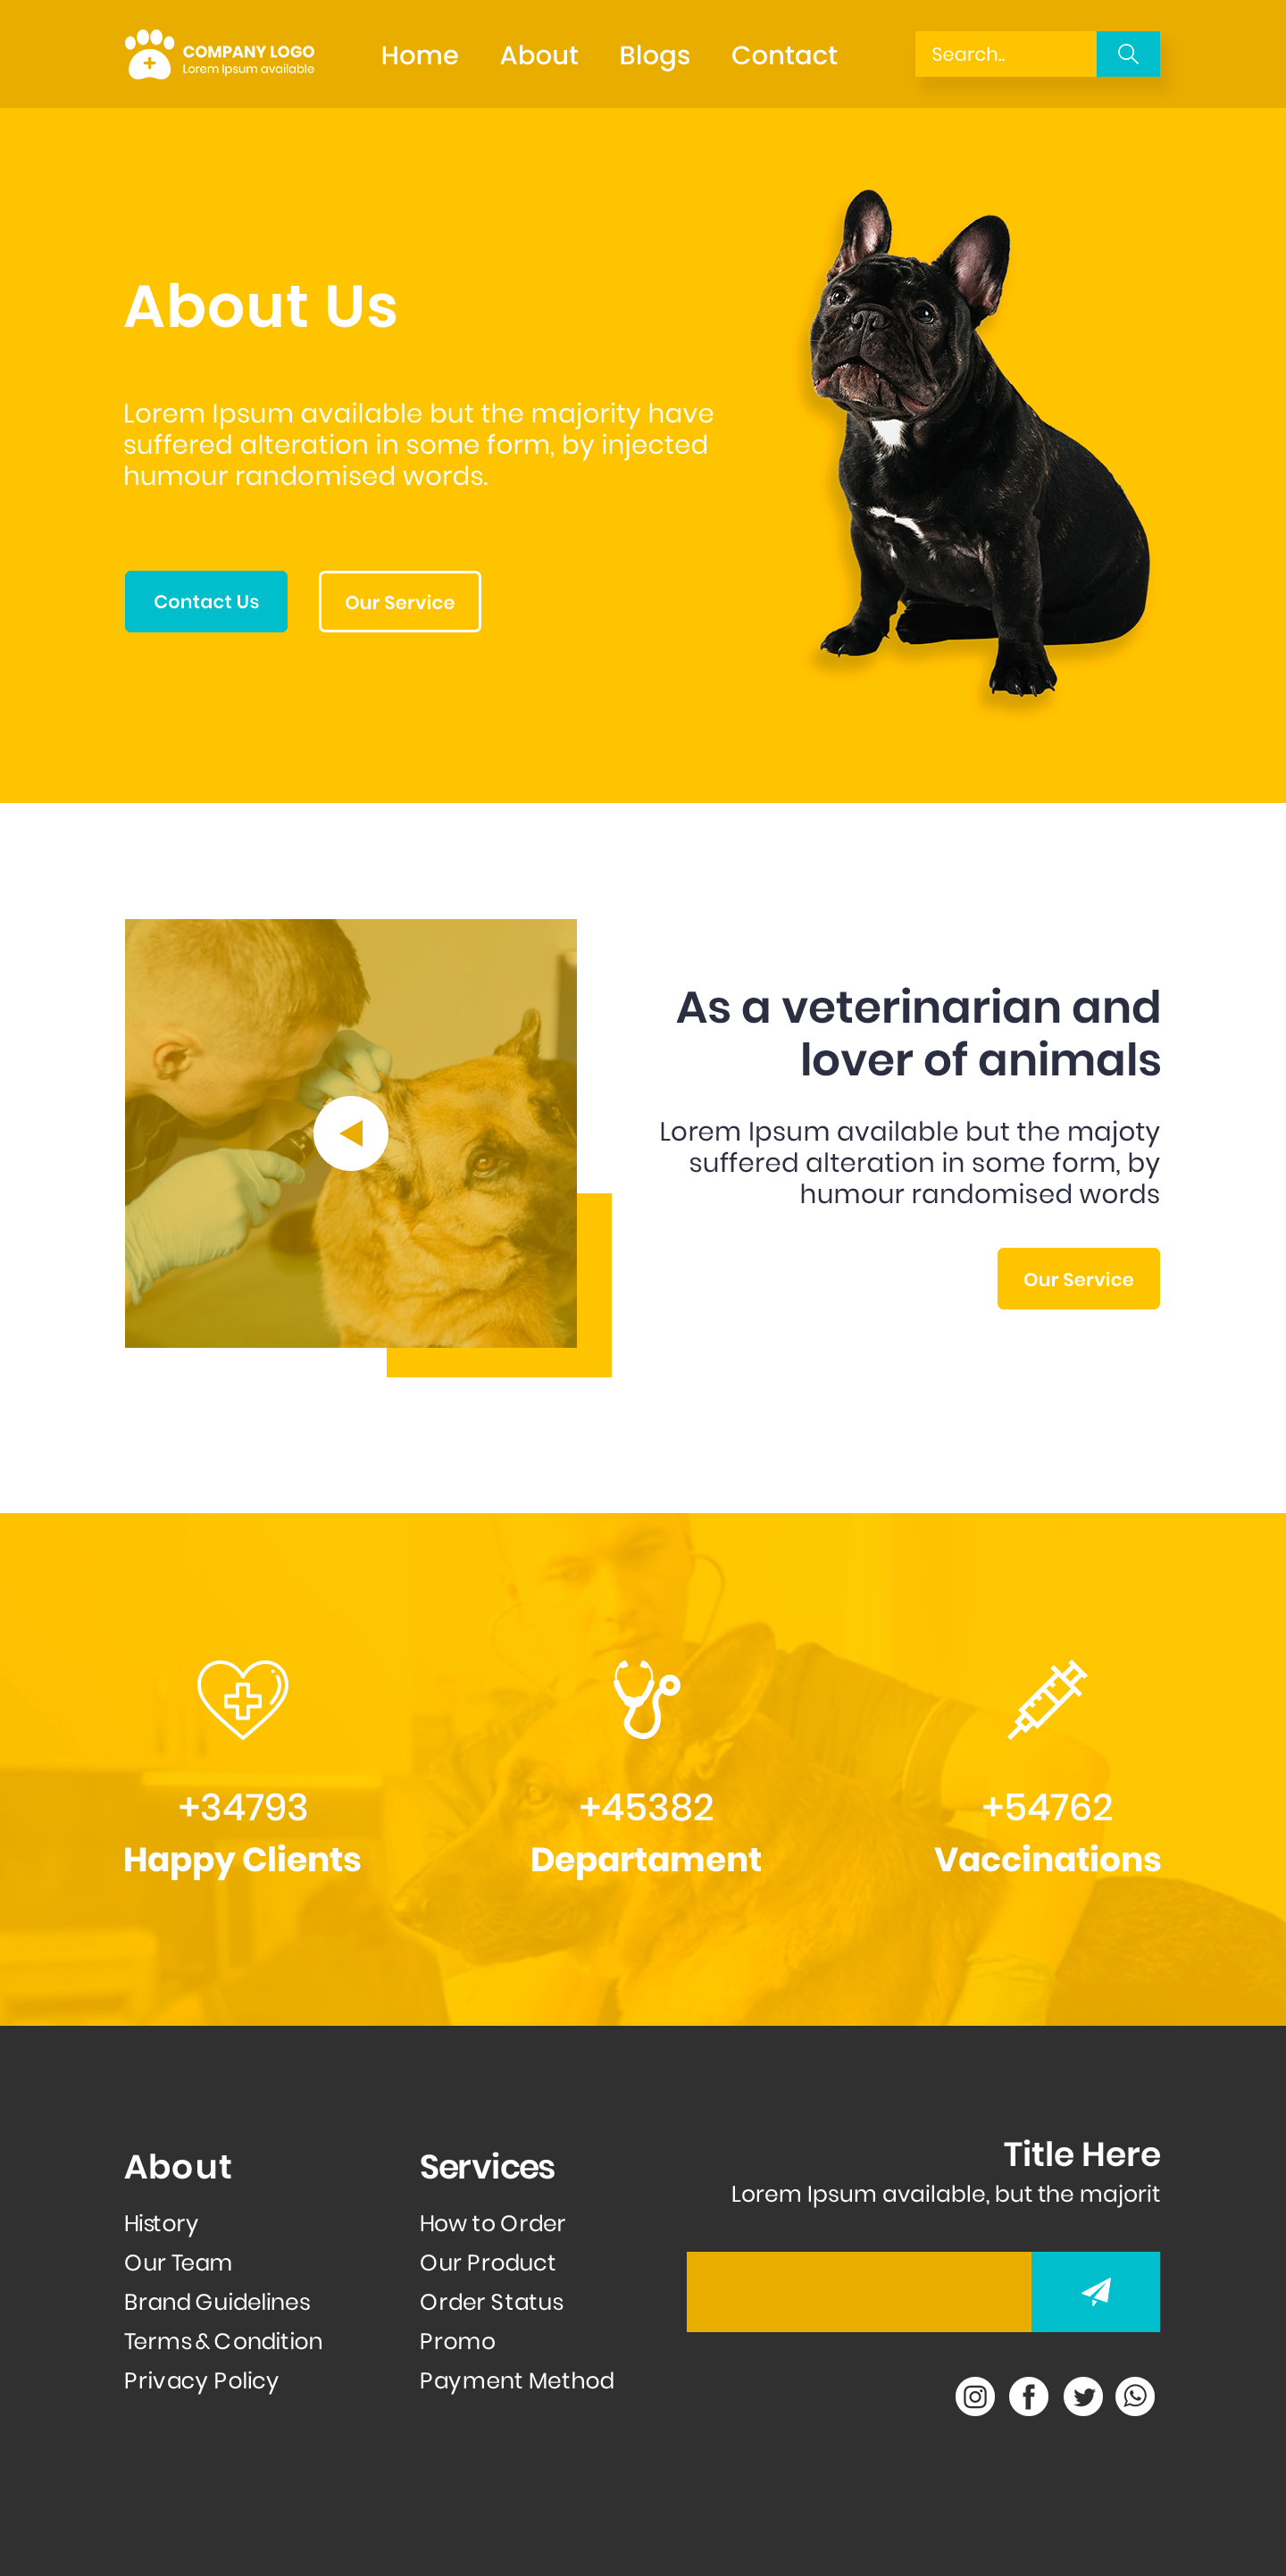 COMPANY LOGO
Lorem Ipsum available
Home
About
Blogs
Contact
Search..
About Us
Lorem Ipsum available but the majority have
suffered alteration in some form, by injected
humour randomised words.
Contact Us
Our Service
As a veterinarian and
lover of animals
Lorem Ipsum available but the majoty
suffered alteration in some form, by
humour randomised words
Our Service
+34793
Happy Clients
+45382
Departament
+54762
Vaccinations
About
History
Our Team
Brand Guidelines
Terms & Condition
Privacy Policy
Services
How to Order
Our Product
Order Status
Promo
Payment Method
Title Here
Lorem Ipsum available, but the majorit